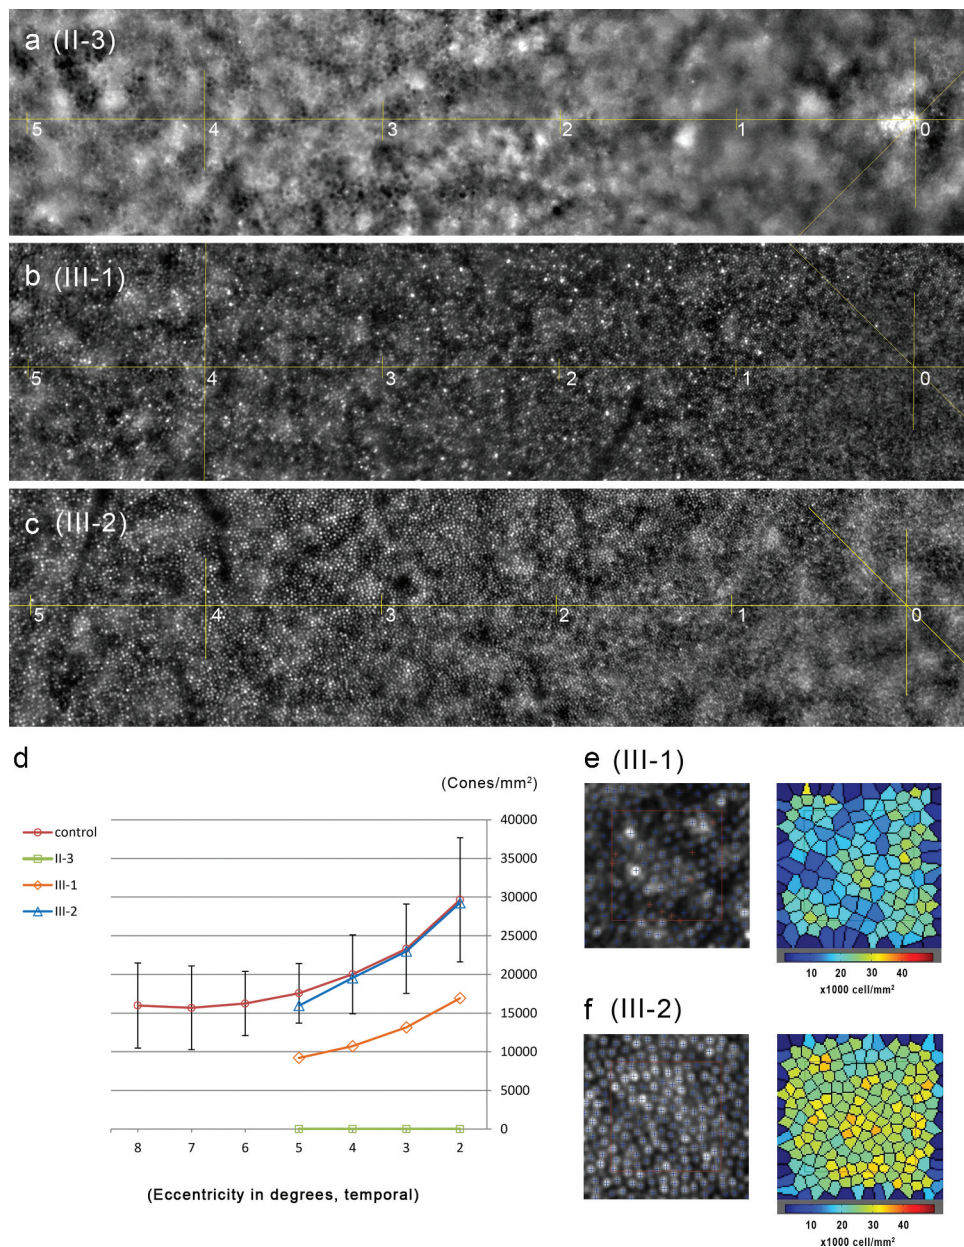 a (II-3)
5 4 3 2 1 0
b (III-1)
5 4 3 2 1 0
c (III-2)
5 4 3 2 1 0
d
(Cones/mm²)
control
II-3
III-1
III-2
40000
35000
30000
25000
20000
15000
10000
5000
0
8 7 6 5 4 3 2
(Eccentricity in degrees, temporal)
e (III-1)
10 20 30 40
x1000 cell/mm²
f (III-2)
10 20 30 40
x1000 cell/mm²